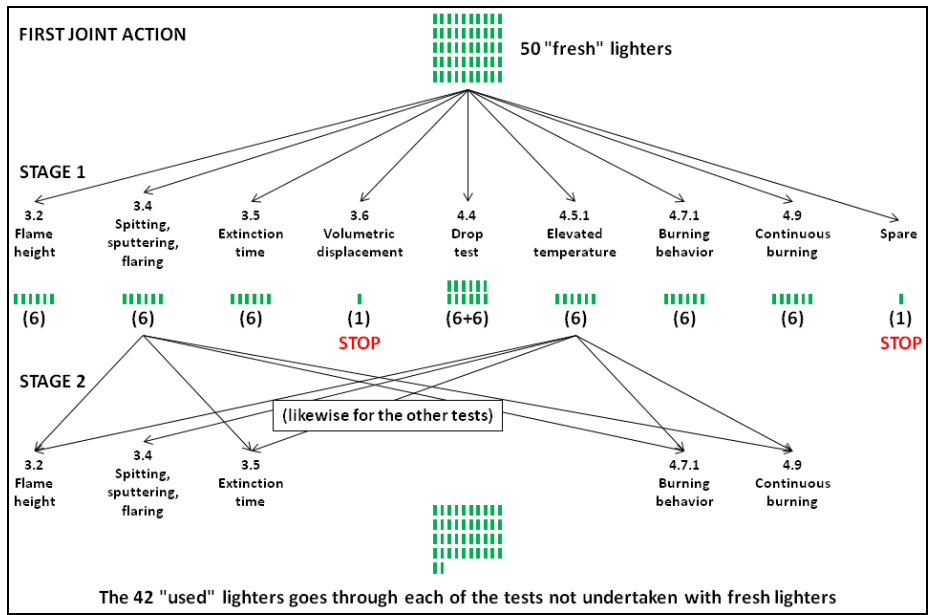 FIRST JOINT ACTION
50 "fresh" lighters
STAGE 1
3.2
Flame
height
3.4
Spitting,
sputtering,
flaring
3.5
Extinction
time
3.6
Volumetric
displacement
4.4
Drop
test
4.5.1
Elevated
temperature
4.7.1
Burning
behavior
4.9
Continuous
burning
Spare
(6)
(6)
(6)
(1)
STOP
(6+6)
(6)
(6)
(6)
(1)
STOP
STAGE 2
(likewise for the other tests)
3.2
Flame
height
3.4
Spitting,
sputtering,
flaring
3.5
Extinction
time
4.7.1
Burning
behavior
4.9
Continuous
burning
The 42 "used" lighters goes through each of the tests not undertaken with fresh lighters